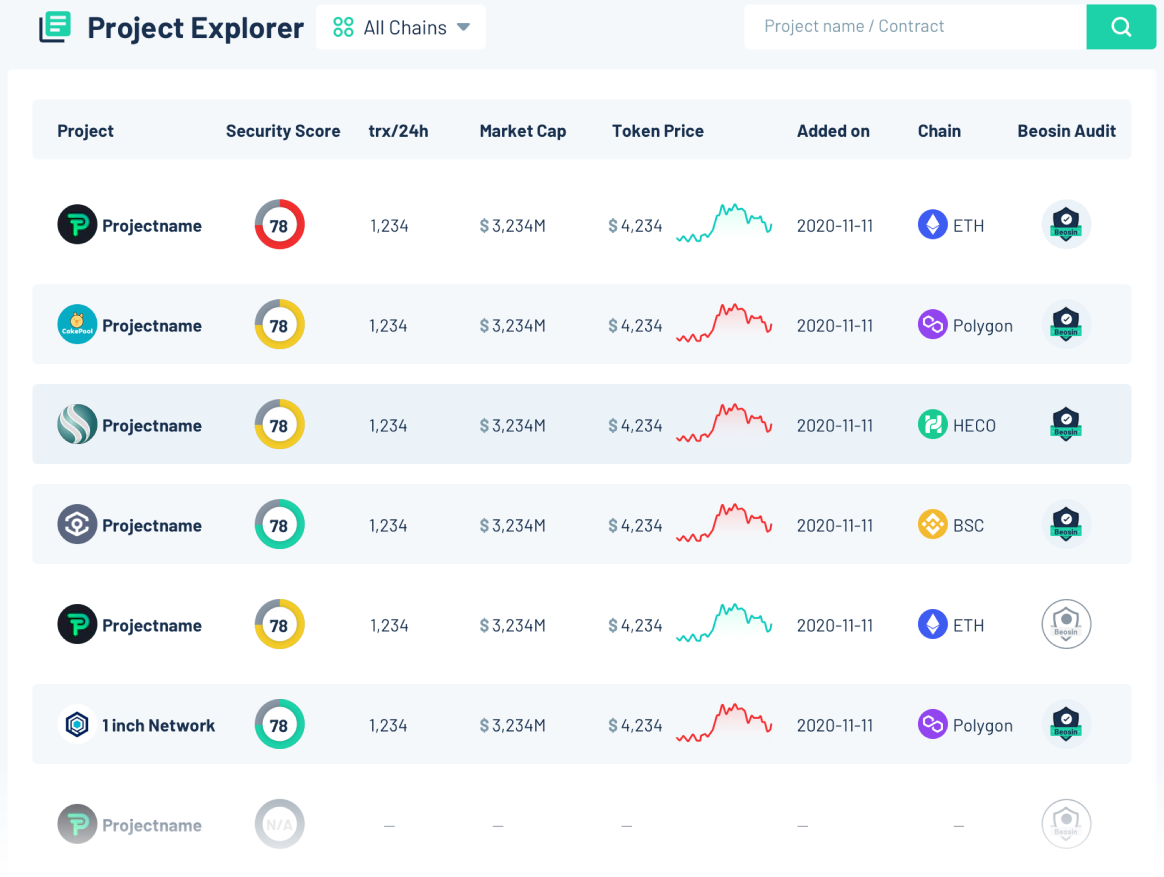 Project Explorer
All Chains
Project name / Contract
Project Security Score trx/24h Market Cap Token Price Added on Chain Beosin Audit
Projectname 78 1,234 $ 3,234M $ 4,234 2020-11-11 ETH Beosin
CakePool Projectname 78 1,234 $ 3,234M $ 4,234 2020-11-11 Polygon Beosin
Projectname 78 1,234 $ 3,234M $ 4,234 2020-11-11 HECO Beosin
Projectname 78 1,234 $ 3,234M $ 4,234 2020-11-11 BSC Beosin
Projectname 78 1,234 $ 3,234M $ 4,234 2020-11-11 ETH Beosin
1 inch Network 78 1,234 $ 3,234M $ 4,234 2020-11-11 Polygon Beosin
Projectname N/A – – – – – Beosin